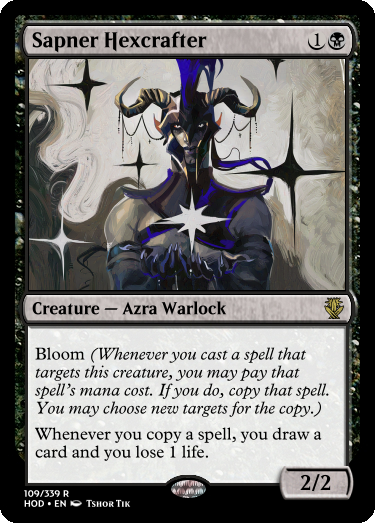 Sapner Hexcrafter 1
Creature — Azra Warlock
Bloom (Whenever you cast a spell that
targets this creature, you may pay that
spell's mana cost. If you do, copy that spell.
You may choose new targets for the copy.)
Whenever you copy a spell, you draw a
card and you lose 1 life.
2/2
109/339 R
HOD • EN Tshor Tik